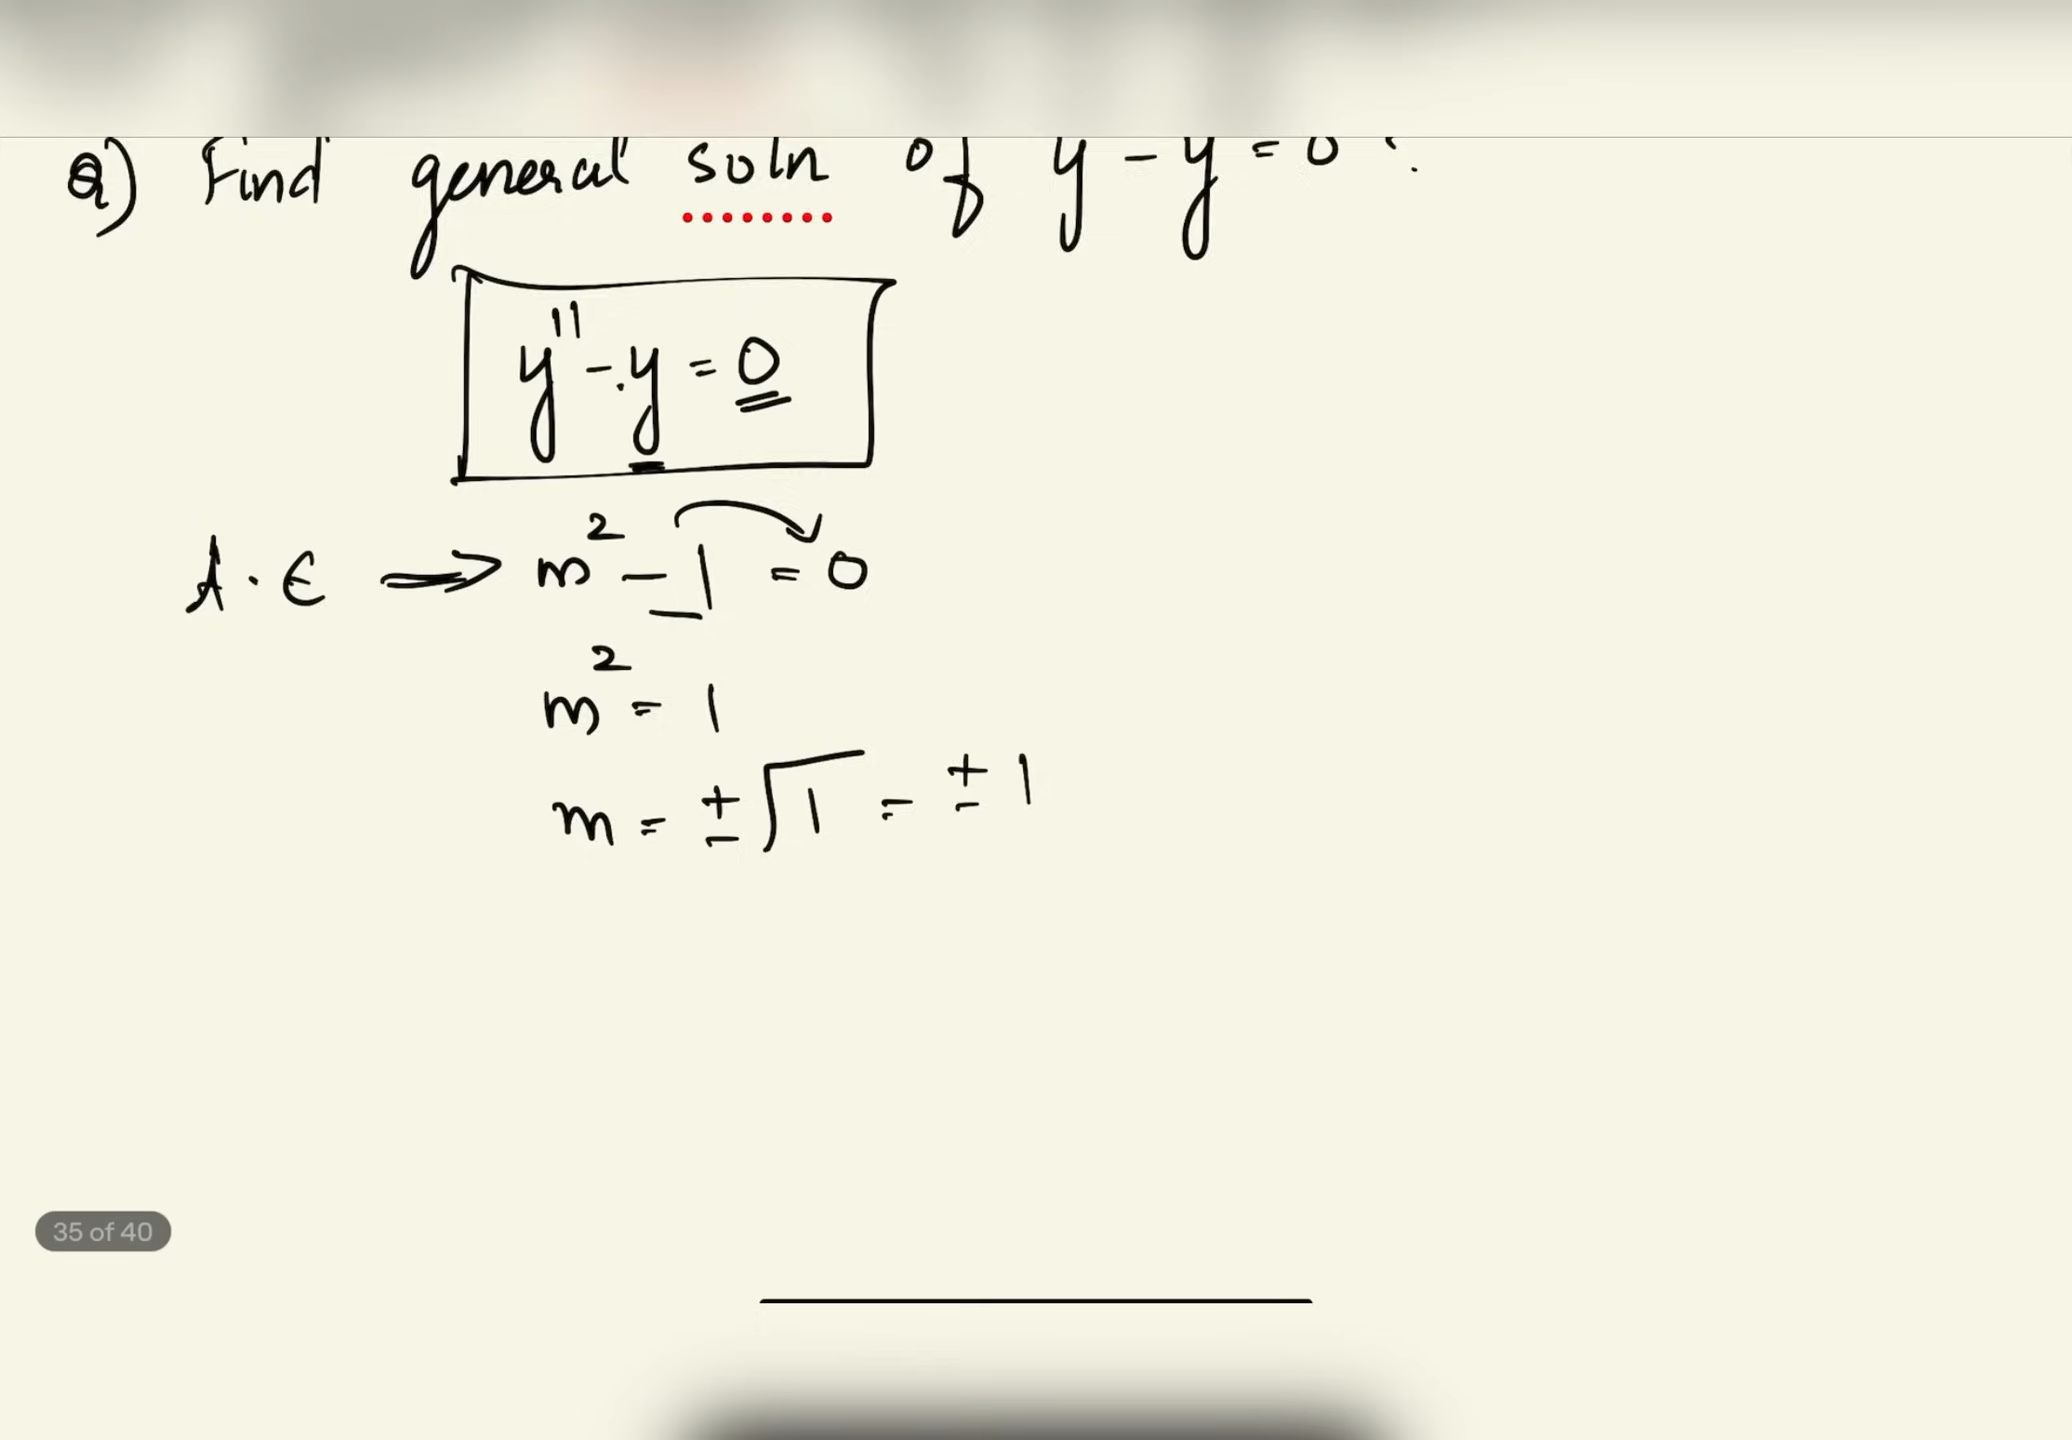 Q) Find general soln of y - y = 0
y'' - y = 0
A.E ⟹ m² - 1 = 0
m² = 1
m = ± √1 = ± 1
35 of 40